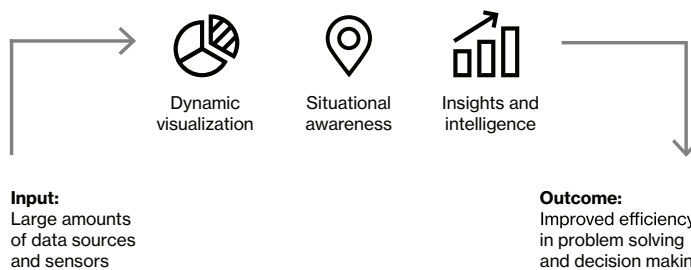 Dynamic
visualization
Situational
awareness
Insights and
intelligence
Input:
Large amounts
of data sources
and sensors
Outcome:
Improved efficiency
in problem solving
and decision makin